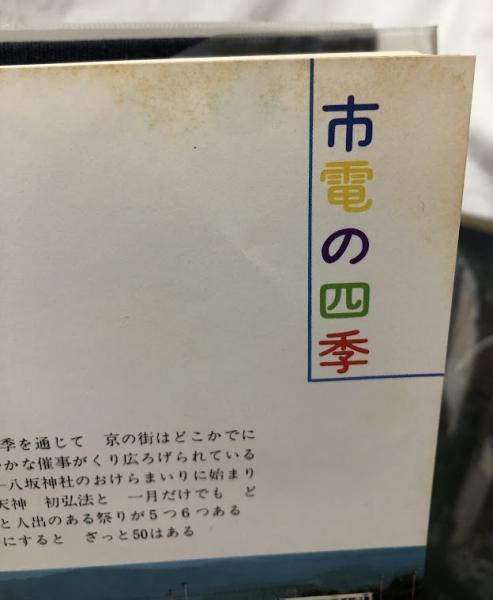 市電の四季
季を通じて 京の街はどこかでに
かな催事がくり広ろげられている
八坂神社のおけらまいりに始まり
天神 初弘法と 一月だけでも ど
と人出のある祭りが5つ6つある
にすると ざっと50はある